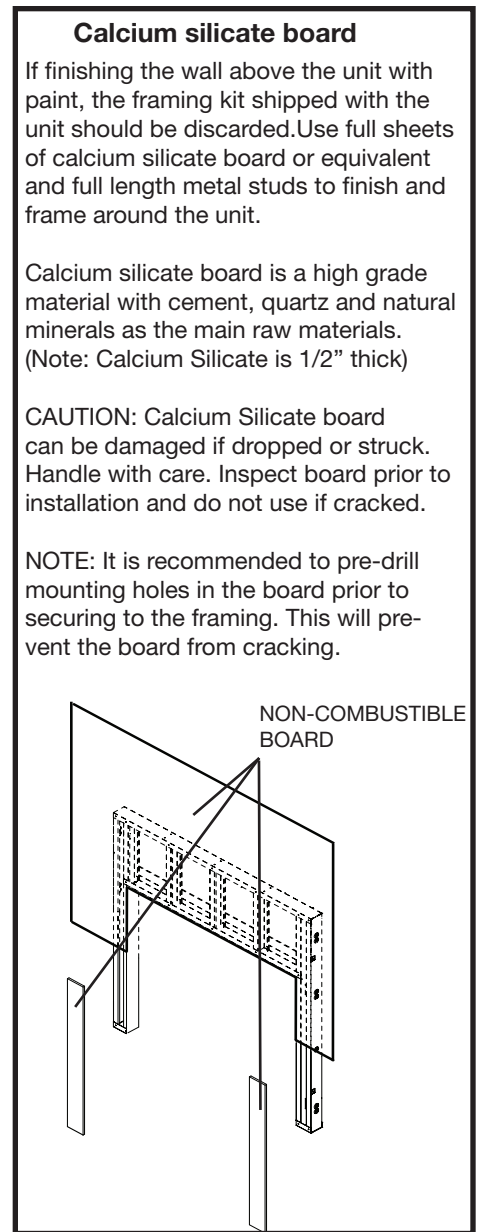 Calcium silicate board
If finishing the wall above the unit with
paint, the framing kit shipped with the
unit should be discarded.Use full sheets
of calcium silicate board or equivalent
and full length metal studs to finish and
frame around the unit.
Calcium silicate board is a high grade
material with cement, quartz and natural
minerals as the main raw materials.
(Note: Calcium Silicate is 1/2” thick)
CAUTION: Calcium Silicate board
can be damaged if dropped or struck.
Handle with care. Inspect board prior to
installation and do not use if cracked.
NOTE: It is recommended to pre-drill
mounting holes in the board prior to
securing to the framing. This will pre-
vent the board from cracking.
NON-COMBUSTIBLE
BOARD